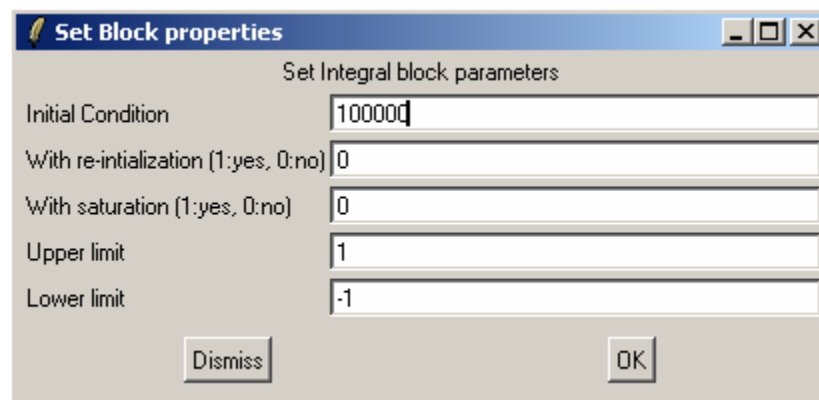 Set Block properties
Set Integral block parameters
Initial Condition 100000
With re-intialization (1:yes, 0:no) 0
With saturation (1:yes, 0:no) 0
Upper limit 1
Lower limit -1
Dismiss OK